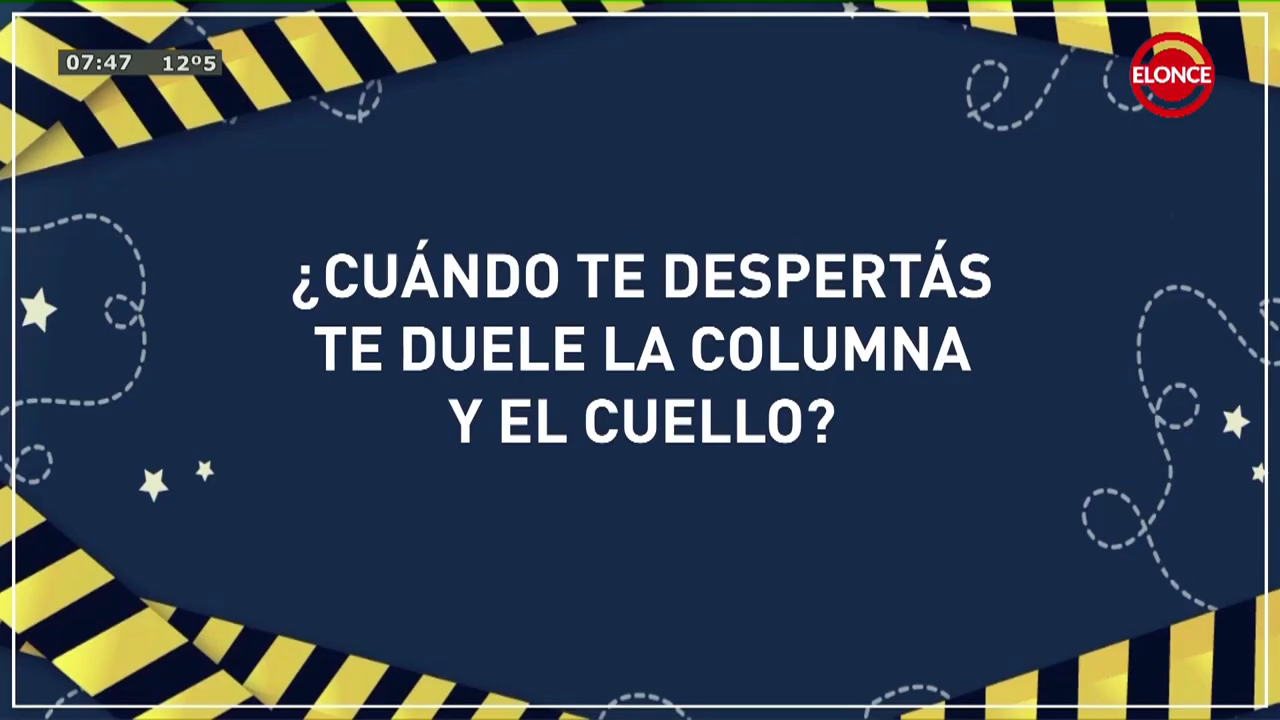 07:47 12º5
ELONCE
¿CUÁNDO TE DESPERTÁS
TE DUELE LA COLUMNA
Y EL CUELLO?